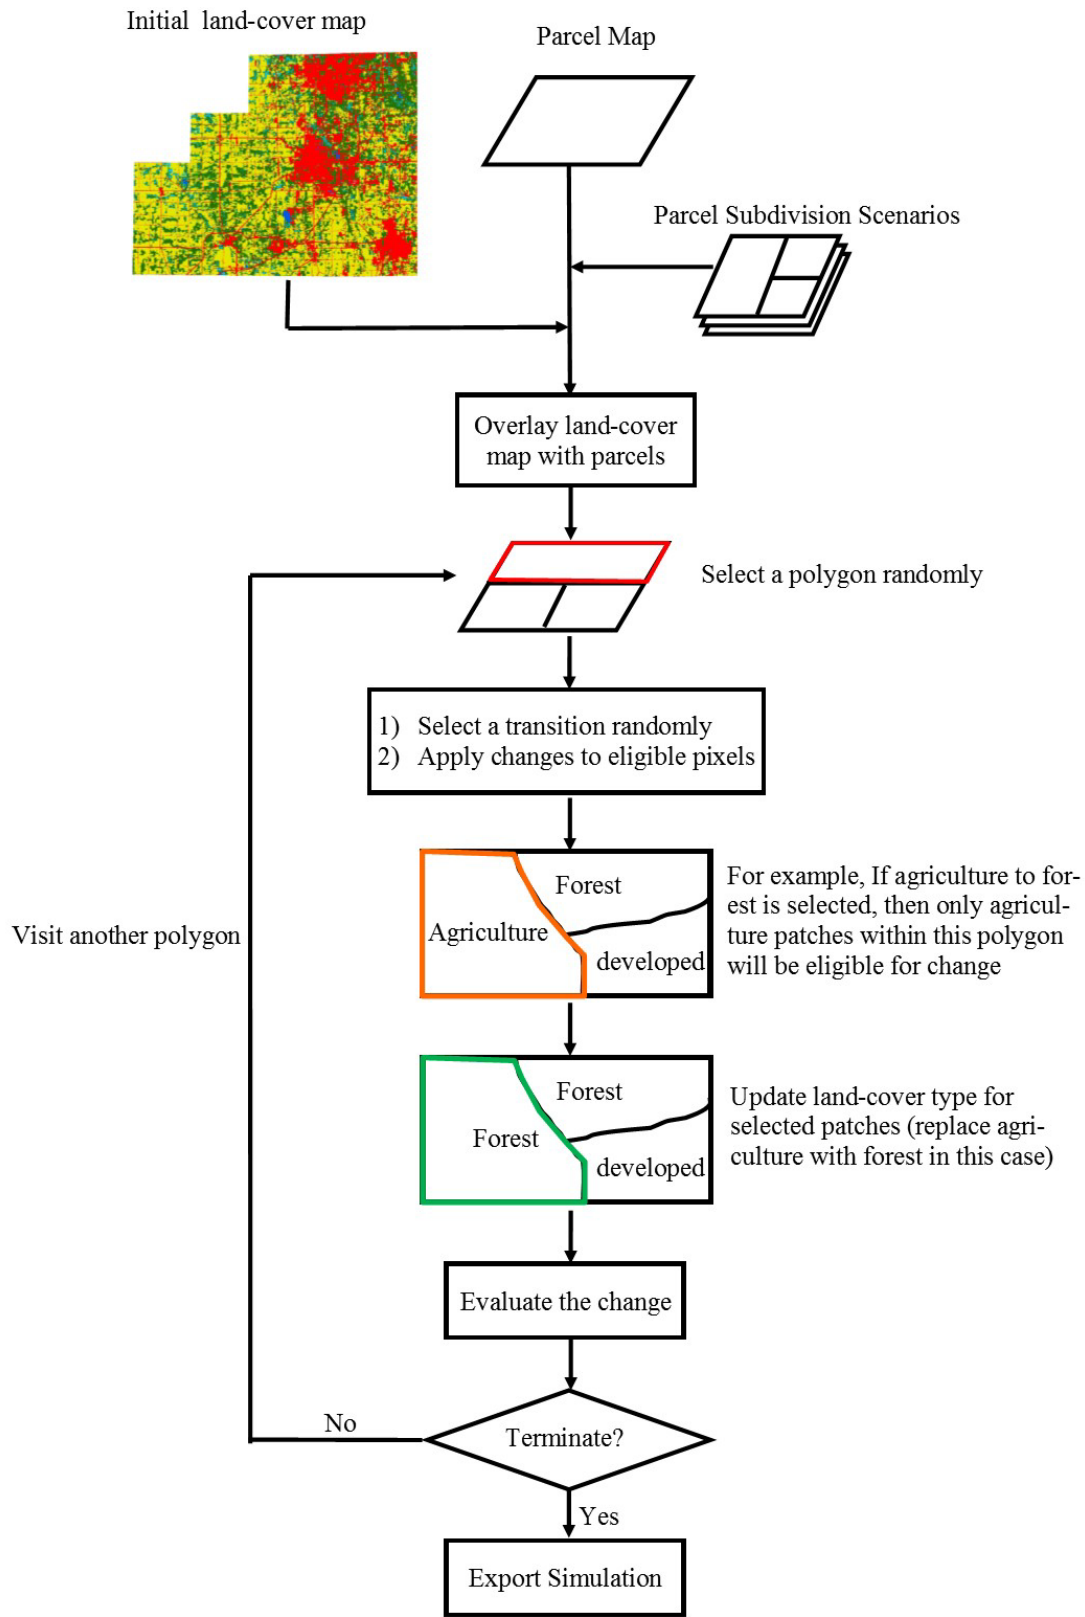 Initial  land-cover map
Parcel Map
Parcel Subdivision Scenarios
Overlay land-cover
map with parcels
Select a polygon randomly
1) Select a transition randomly
2) Apply changes to eligible pixels
Forest
Agriculture
developed
For example, If agriculture to for-
est is selected, then only agricul-
ture patches within this polygon
will be eligible for change
Visit another polygon
Forest
Forest
developed
Update land-cover type for
selected patches (replace agri-
culture with forest in this case)
Evaluate the change
No
Terminate?
Yes
Export Simulation